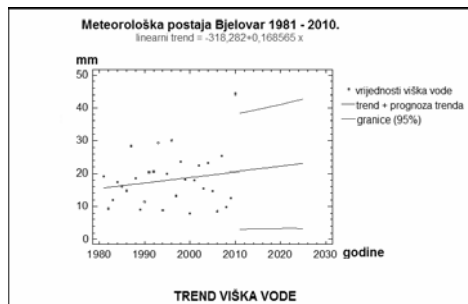 Meteorološka postaja Bjelovar 1981 - 2010.
linearni trend = -318,282+0,168565 x
mm
50
40
30
20
10
0
1980 1990 2000 2010 2020 2030
godine
vrijednosti viška vode
trend + prognoza trenda
granice (95%)
TREND VIŠKA VODE